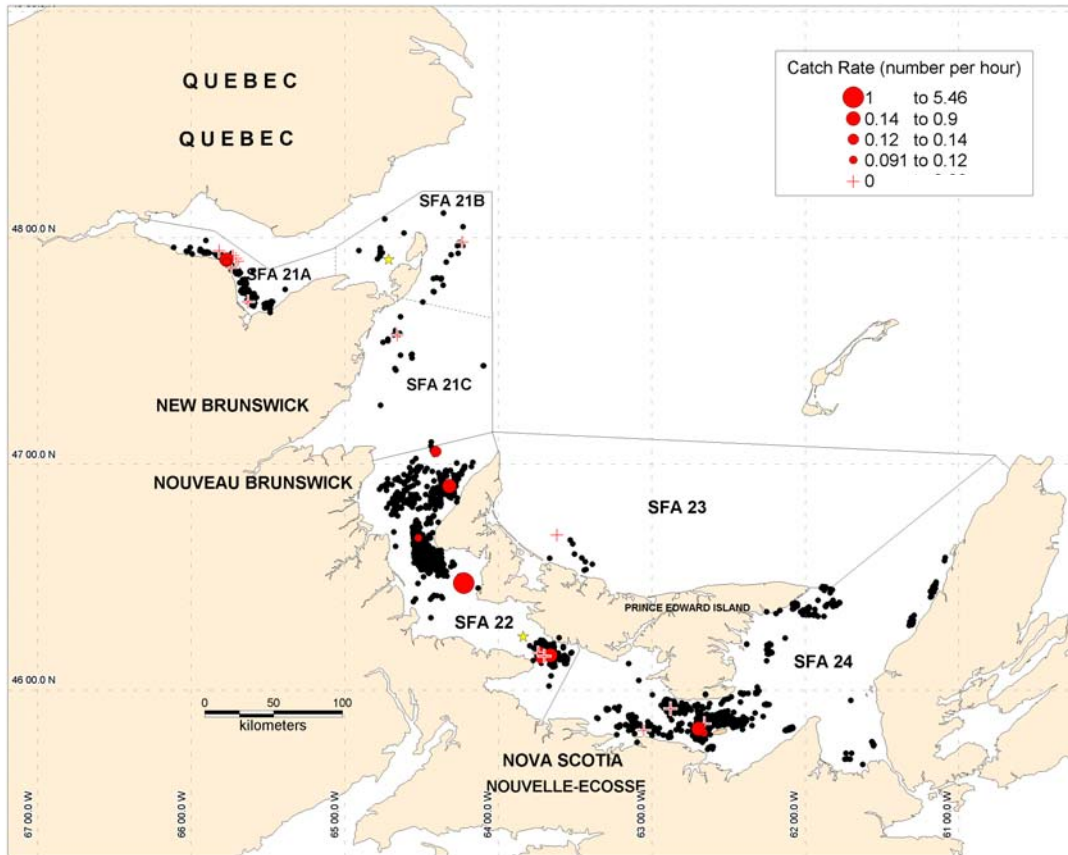 QUEBEC
QUEBEC
Catch Rate (number per hour)
1 to 5.46
0.14 to 0.9
0.12 to 0.14
0.091 to 0.12
0
48 00.0 N
SFA 21B
SFA 21A
SFA 21C
NEW BRUNSWICK
47 00.0 N
NOUVEAU BRUNSWICK
SFA 23
PRINCE EDWARD ISLAND
SFA 22
SFA 24
46 00.0 N
0 50 100
kilometers
NOVA SCOTIA
NOUVELLE-ECOSSE
67 00.0 W
66 00.0 W
65 00.0 W
64 00.0 W
63 00.0 W
62 00.0 W
61 00.0 W